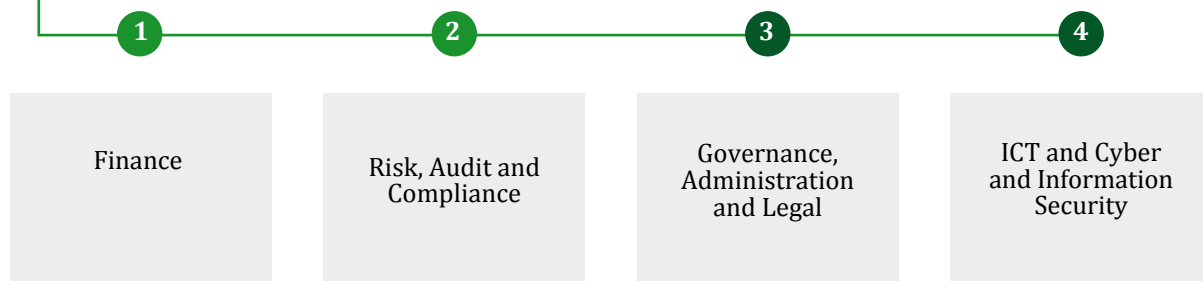 1
2
3
4
Finance
Risk, Audit and
Compliance
Governance,
Administration
and Legal
ICT and Cyber
and Information
Security